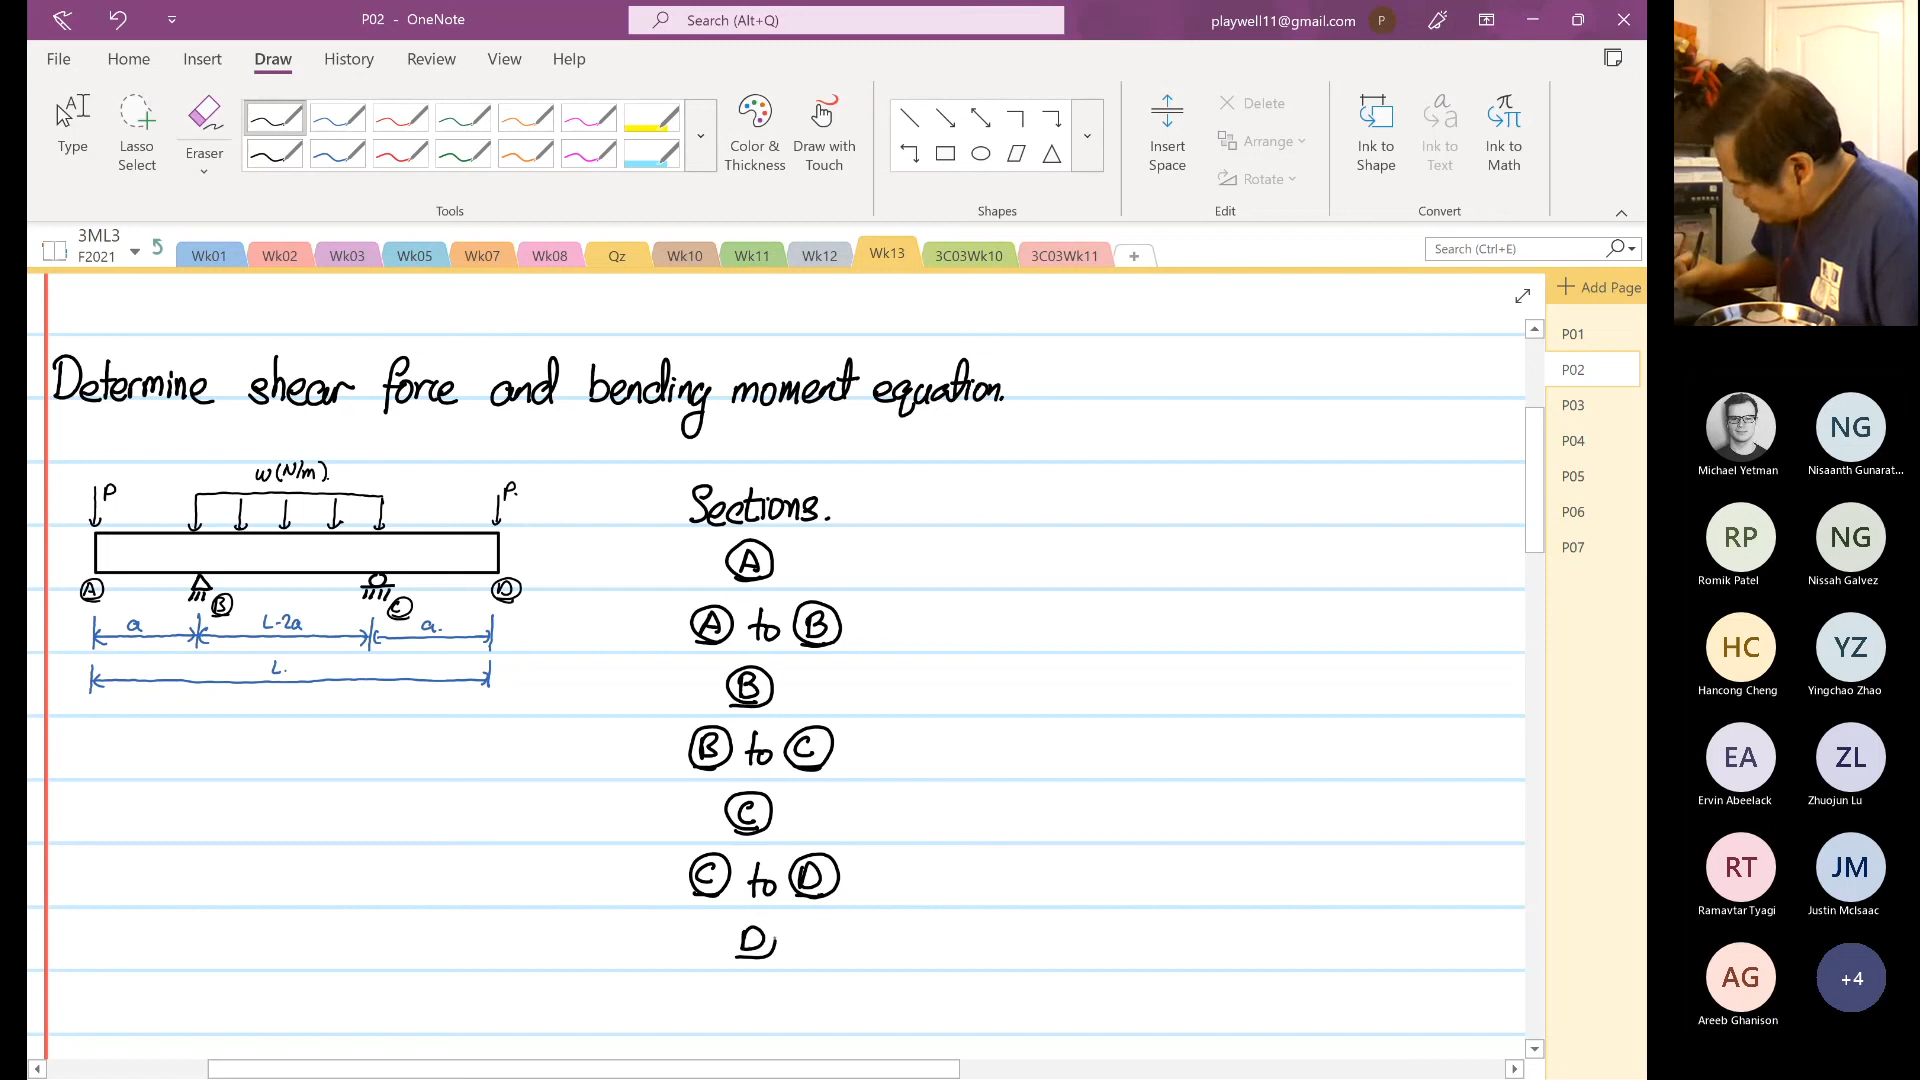 P02 - OneNote
Search (Alt+Q)
playwell11@gmail.com
P
File Home Insert Draw History Review View Help
Type
Lasso Select
Eraser
Color & Thickness
Draw with Touch
Insert Space
Delete
Arrange
Rotate
Ink to Shape
Ink to Text
Ink to Math
Tools
Shapes
Edit
Convert
3ML3 F2021
Wk01 Wk02 Wk03 Wk05 Wk07 Wk08 Qz Wk10 Wk11 Wk12 Wk13 3C03Wk10 3C03Wk11
Search (Ctrl+E)
Add Page
P01
P02
P03
P04
P05
P06
P07
Determine shear force and bending moment equation.
w(N/m).
P
P.
A
B
C
D
a
L-2a
a.
L.
Sections.
A
A to B
B
B to C
C
C to D
D
Michael Yetman
NG
Nisaanth Gunarat...
RP
Romik Patel
NG
Nissah Galvez
HC
Hancong Cheng
YZ
Yingchao Zhao
EA
Ervin Abeelack
ZL
Zhuojun Lu
RT
Ramavtar Tyagi
JM
Justin McIsaac
AG
Areeb Ghanison
+4